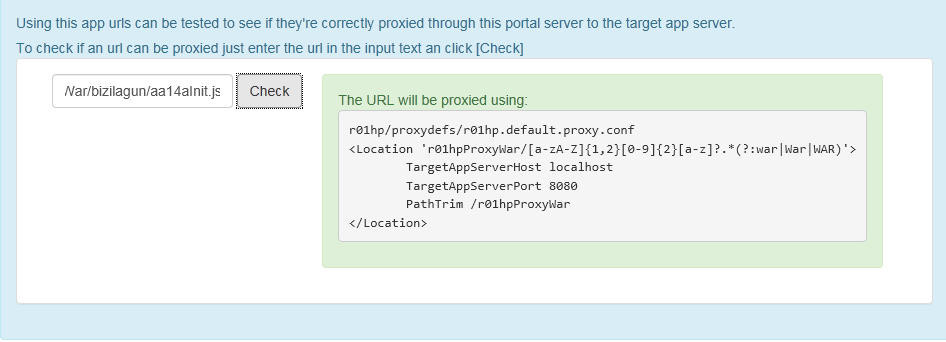 Using this app urls can be tested to see if they're correctly proxied through this portal server to the target app server.
To check if an url can be proxied just enter the url in the input text an click [Check]
War/bizilagun/aa14aInit.js
Check
The URL will be proxied using:
r01hp/proxydefs/r01hp.default.proxy.conf
<Location 'r01hpProxyWar/[a-zA-Z]{1,2}[0-9]{2}[a-z]?.*(?:war|War|WAR)'>
TargetAppServerHost localhost
TargetAppServerPort 8080
PathTrim /r01hpProxyWar
</Location>